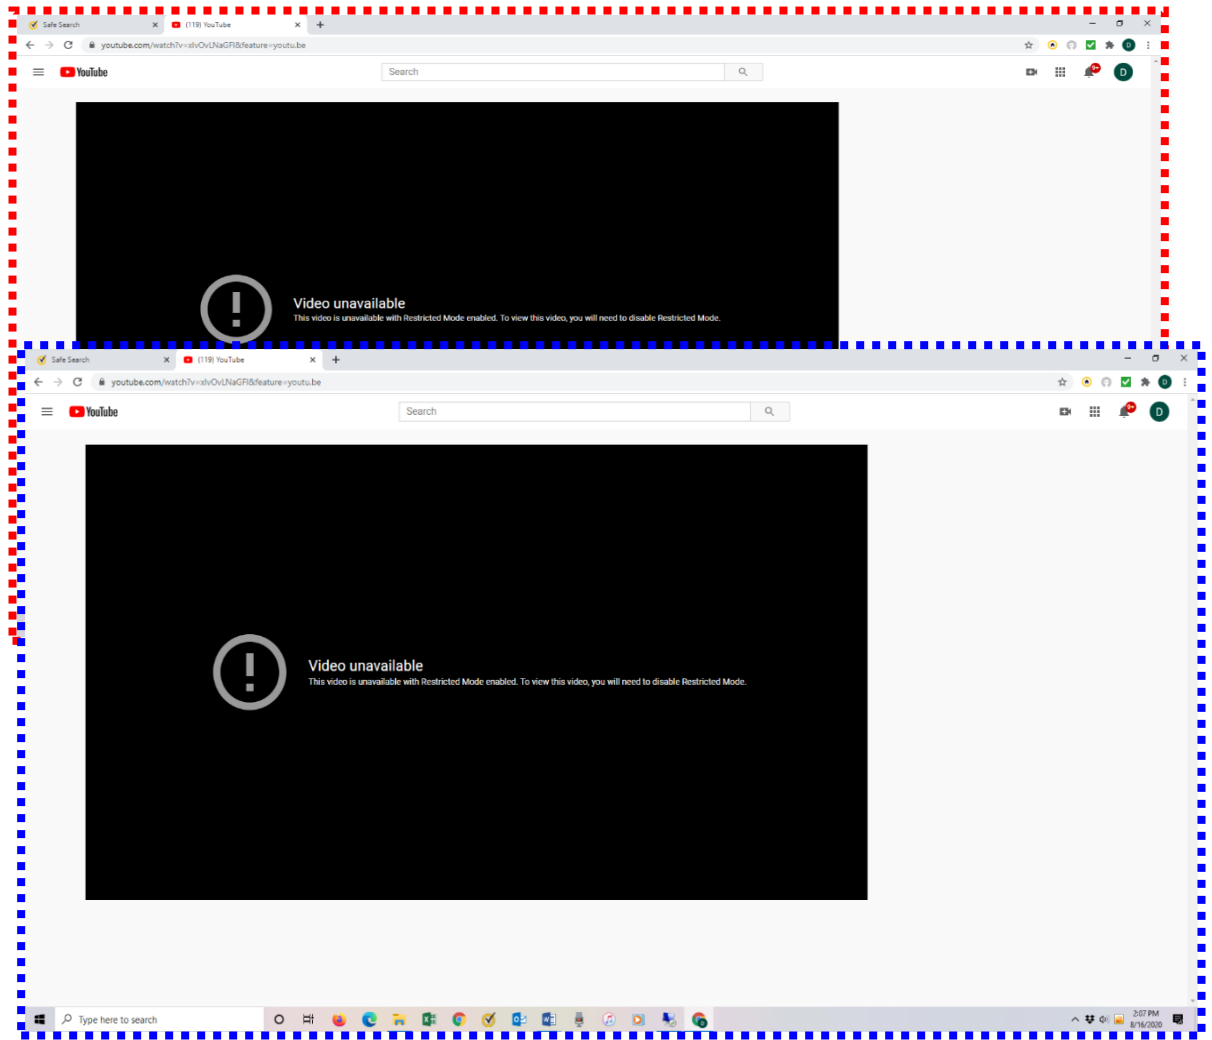 Safe Search
(119) YouTube
youtube.com/watch?v=xlvOvLNaGFI&feature=youtu.be
YouTube
Search
9+
D
D
Video unavailable
This video is unavailable with Restricted Mode enabled. To view this video, you will need to disable Restricted Mode.
Safe Search
(119) YouTube
youtube.com/watch?v=xlvOvLNaGFI&feature=youtu.be
D
YouTube
Search
9+
D
Video unavailable
This video is unavailable with Restricted Mode enabled. To view this video, you will need to disable Restricted Mode.
Type here to search
2:07 PM
8/16/2020